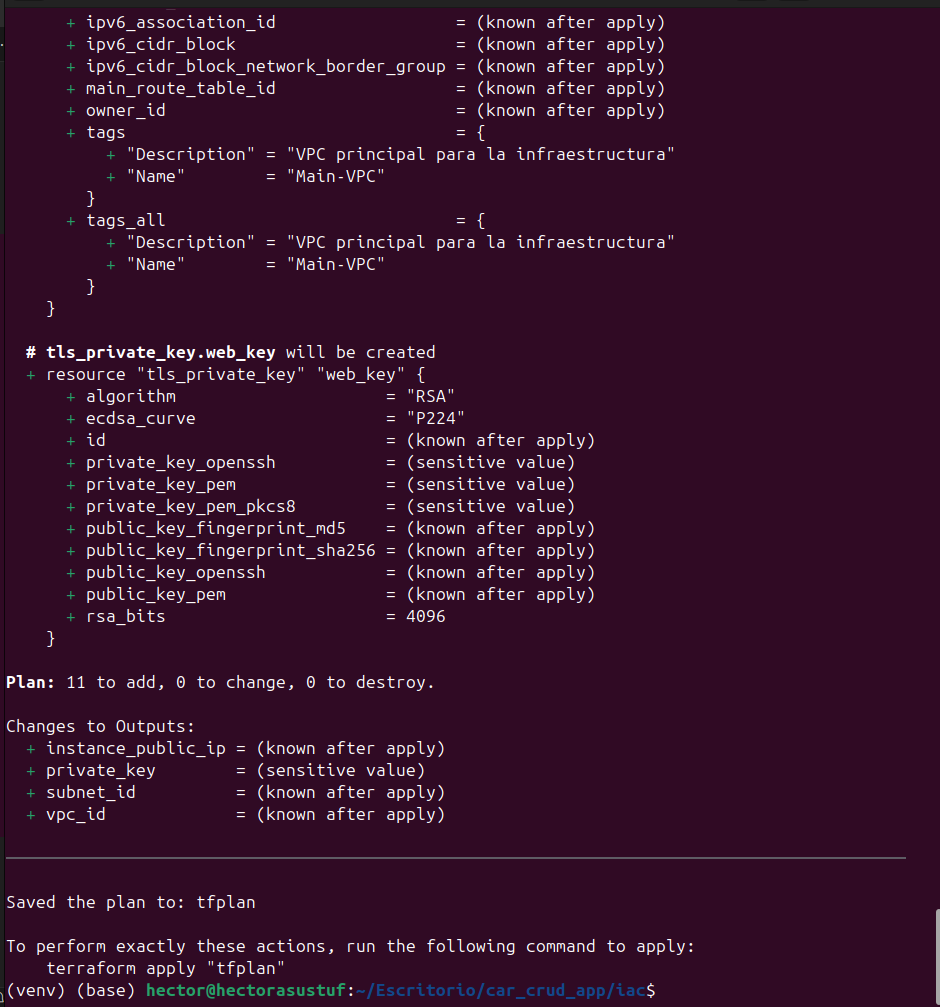 + ipv6_association_id                  = (known after apply)
+ ipv6_cidr_block                      = (known after apply)
+ ipv6_cidr_block_network_border_group = (known after apply)
+ main_route_table_id                  = (known after apply)
+ owner_id                             = (known after apply)
+ tags                                 = {
+ "Description" = "VPC principal para la infraestructura"
+ "Name"        = "Main-VPC"
}
+ tags_all                             = {
+ "Description" = "VPC principal para la infraestructura"
+ "Name"        = "Main-VPC"
}
}
# tls_private_key.web_key will be created
+ resource "tls_private_key" "web_key" {
+ algorithm                     = "RSA"
+ ecdsa_curve                   = "P224"
+ id                            = (known after apply)
+ private_key_openssh           = (sensitive value)
+ private_key_pem               = (sensitive value)
+ private_key_pem_pkcs8         = (sensitive value)
+ public_key_fingerprint_md5    = (known after apply)
+ public_key_fingerprint_sha256 = (known after apply)
+ public_key_openssh            = (known after apply)
+ public_key_pem                = (known after apply)
+ rsa_bits                      = 4096
}
Plan: 11 to add, 0 to change, 0 to destroy.
Changes to Outputs:
+ instance_public_ip = (known after apply)
+ private_key        = (sensitive value)
+ subnet_id          = (known after apply)
+ vpc_id             = (known after apply)
Saved the plan to: tfplan
To perform exactly these actions, run the following command to apply:
terraform apply "tfplan"
(venv) (base) hector@hectorasustuf:~/Escritorio/car_crud_app/iac$